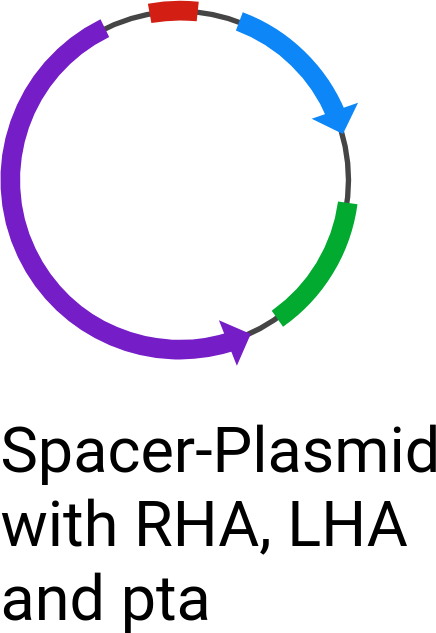 Spacer-Plasmid
with RHA, LHA
and pta